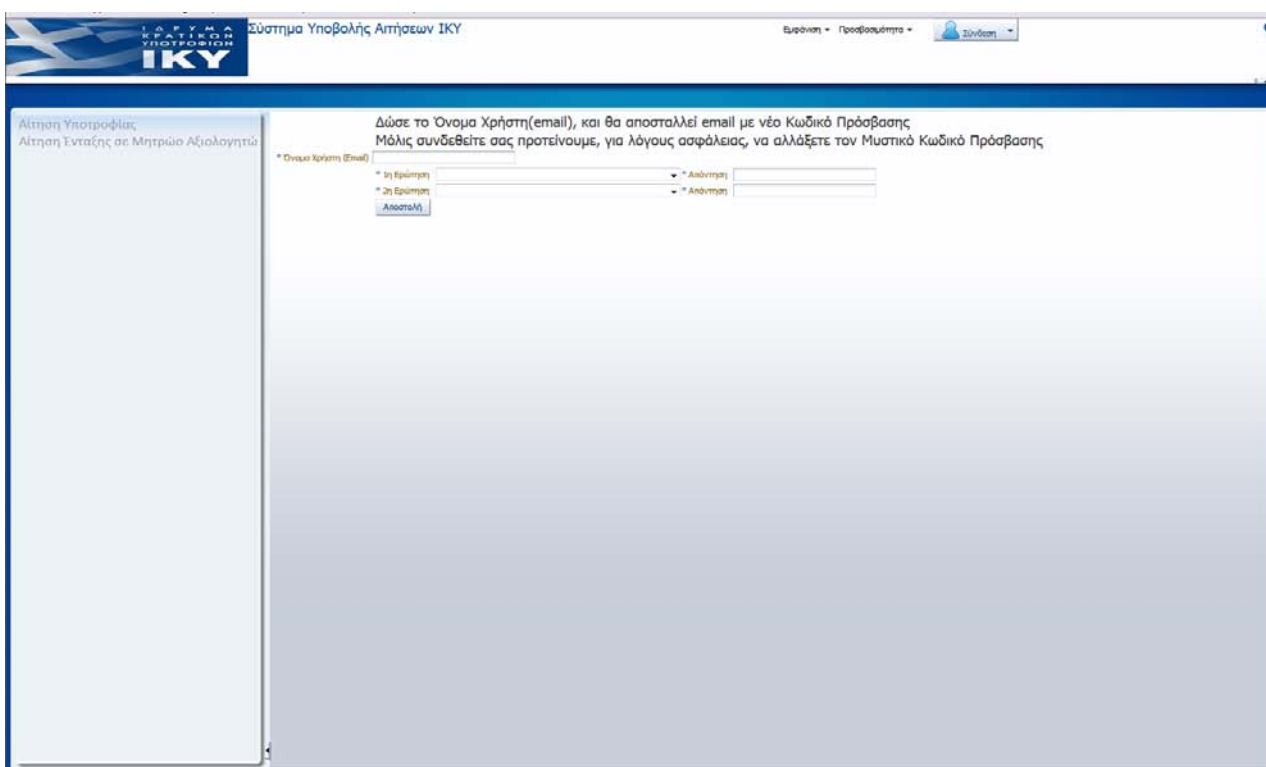 ΙΔΡΥΜΑ
ΚΡΑΤΙΚΩΝ
ΥΠΟΤΡΟΦΙΩΝ
ΙΚΥ
Σύστημα Υποβολής Αιτήσεων ΙΚΥ
Εμφάνιση
Προσβασιμότητα
Σύνδεση
Αίτηση Υποτροφίας
Αίτηση Ένταξης σε Μητρώο Αξιολογητώ
Δώσε το Όνομα Χρήστη(email), και θα αποσταλλεί email με νέο Κωδικό Πρόσβασης
Μόλις συνδεθείτε σας προτείνουμε, για λόγους ασφάλειας, να αλλάξετε τον Μυστικό Κωδικό Πρόσβασης
* Όνομα Χρήστη (Email)
* 1η Ερώτηση * Απάντηση
* 2η Ερώτηση * Απάντηση
Αποστολή